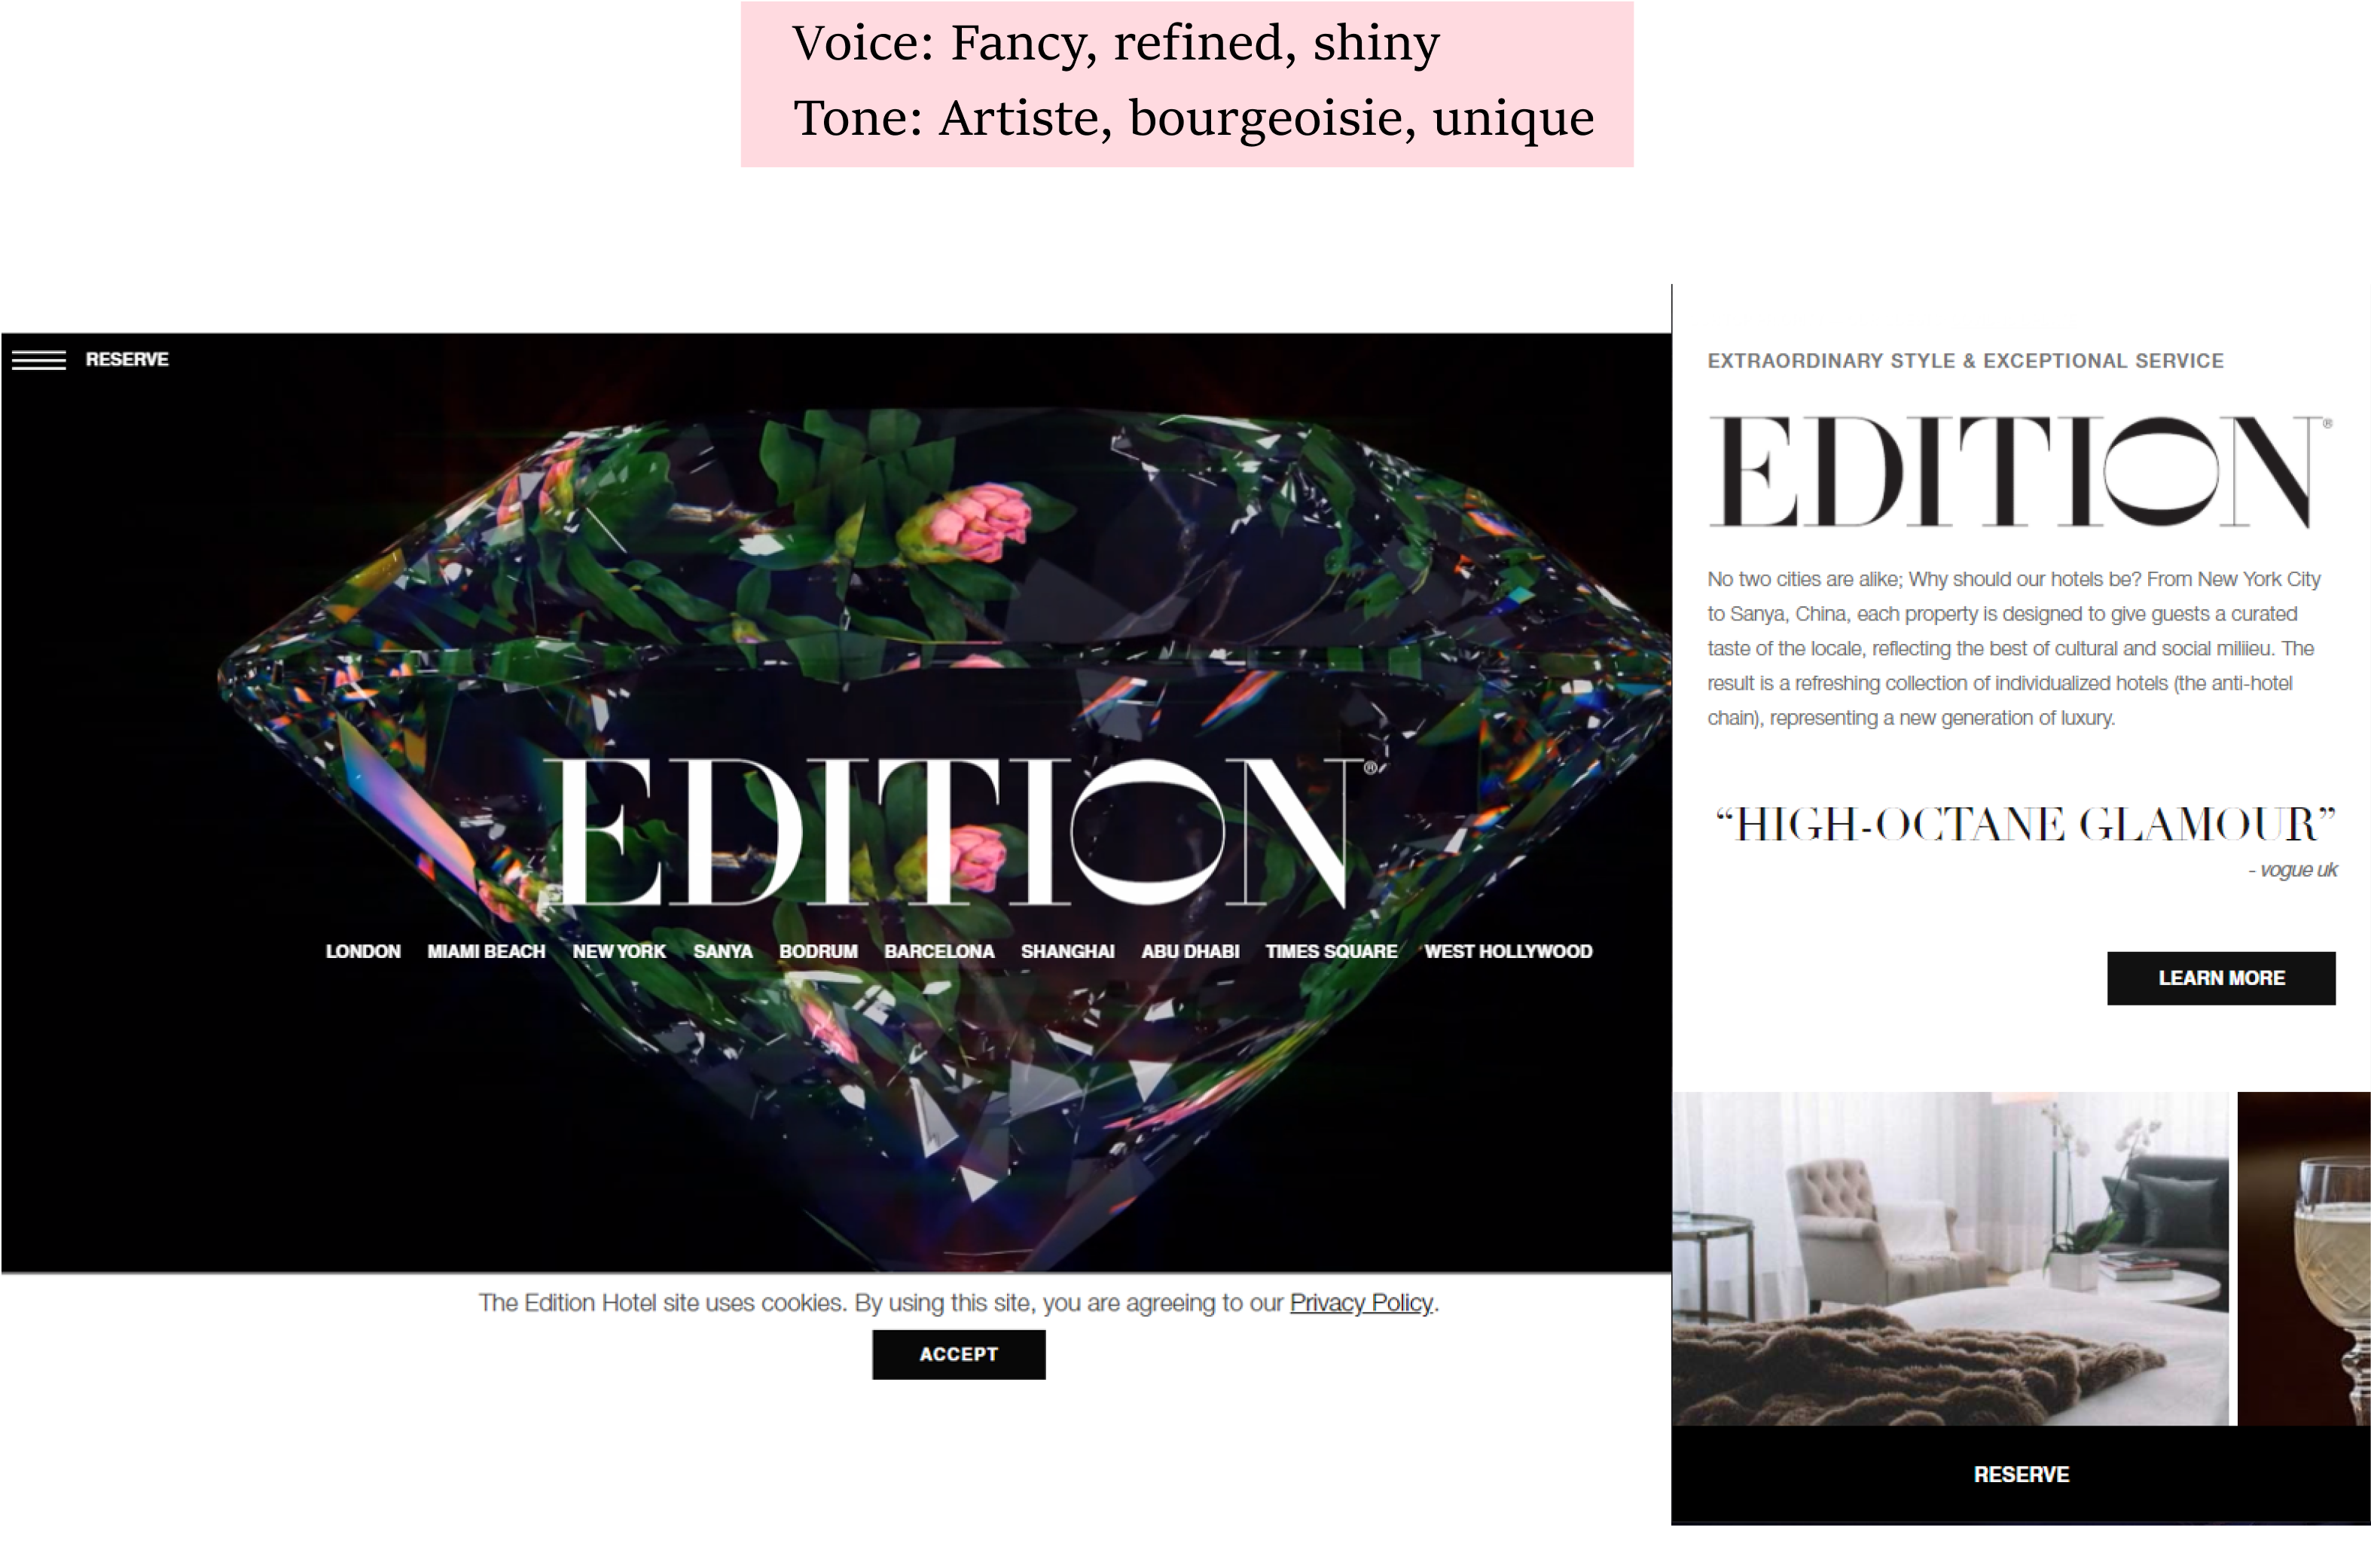 Voice: Fancy, refined, shiny
Tone: Artiste, bourgeoisie, unique
RESERVE
EDITION®
LONDON MIAMI BEACH NEW YORK SANYA BODRUM BARCELONA SHANGHAI ABU DHABI TIMES SQUARE WEST HOLLYWOOD
The Edition Hotel site uses cookies. By using this site, you are agreeing to our Privacy Policy.
ACCEPT
EXTRAORDINARY STYLE & EXCEPTIONAL SERVICE
EDITION®
No two cities are alike; Why should our hotels be? From New York City
to Sanya, China, each property is designed to give guests a curated
taste of the locale, reflecting the best of cultural and social miliieu. The
result is a refreshing collection of individualized hotels (the anti-hotel
chain), representing a new generation of luxury.
“HIGH-OCTANE GLAMOUR”
- vogue uk
LEARN MORE
RESERVE